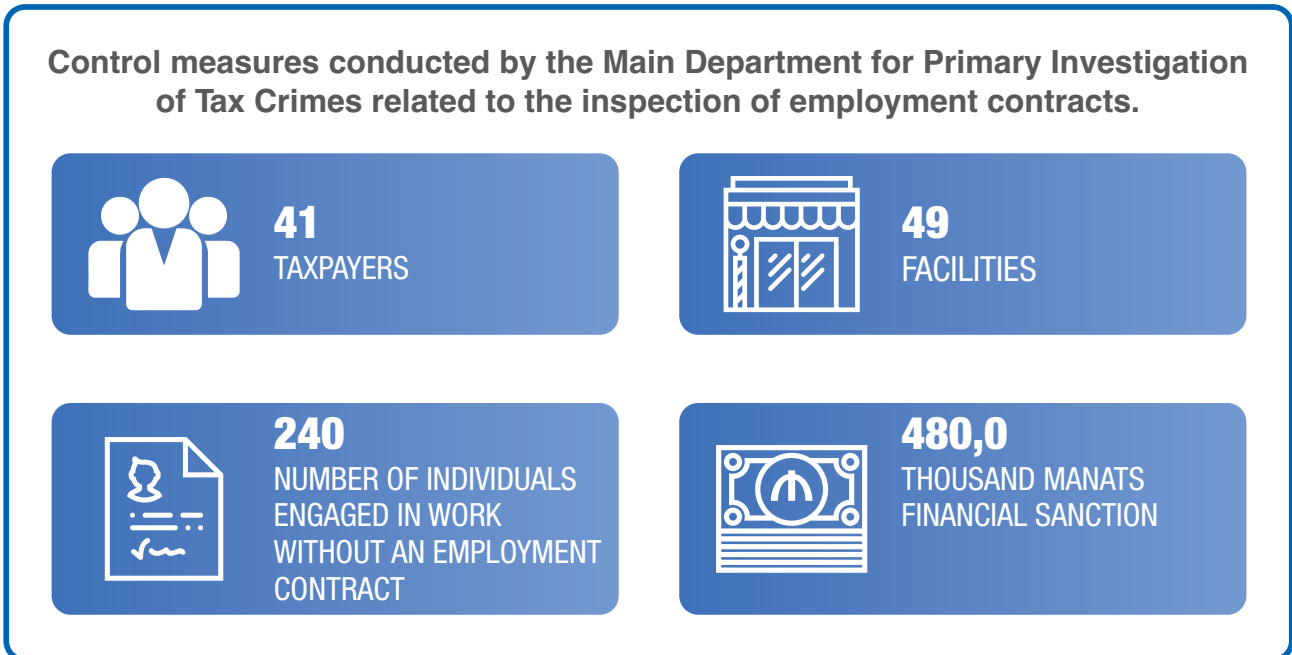 Control measures conducted by the Main Department for Primary Investigation
of Tax Crimes related to the inspection of employment contracts.
41
TAXPAYERS
49
FACILITIES
240
NUMBER OF INDIVIDUALS
ENGAGED IN WORK
WITHOUT AN EMPLOYMENT
CONTRACT
480,0
THOUSAND MANATS
FINANCIAL SANCTION